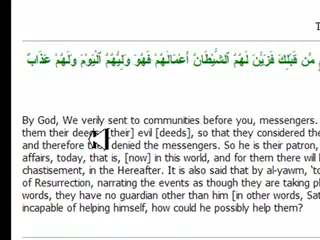 T
مِّن قَبْلِكَ فَزَيَّنَ لَهُمُ ٱلشَّيْطَٰنُ أَعْمَٰلَهُمْ فَهُوَ وَلِيُّهُمُ ٱلْيَوْمَ وَلَهُمْ عَذَابٌ
By God, We verily sent to communities before you, messengers.
them their deeds [their] evil [deeds], so that they considered the
and therefore denied the messengers. So he is their patron,
affairs, today, that is, [now] in this world, and for them there will
chastisement, in the Hereafter. It is also said that by al-yawm, 'to
of Resurrection, narrating the events as though they are taking pl
words, they have no guardian other than him [in other words, Sat
incapable of helping himself, how could he possibly help them?